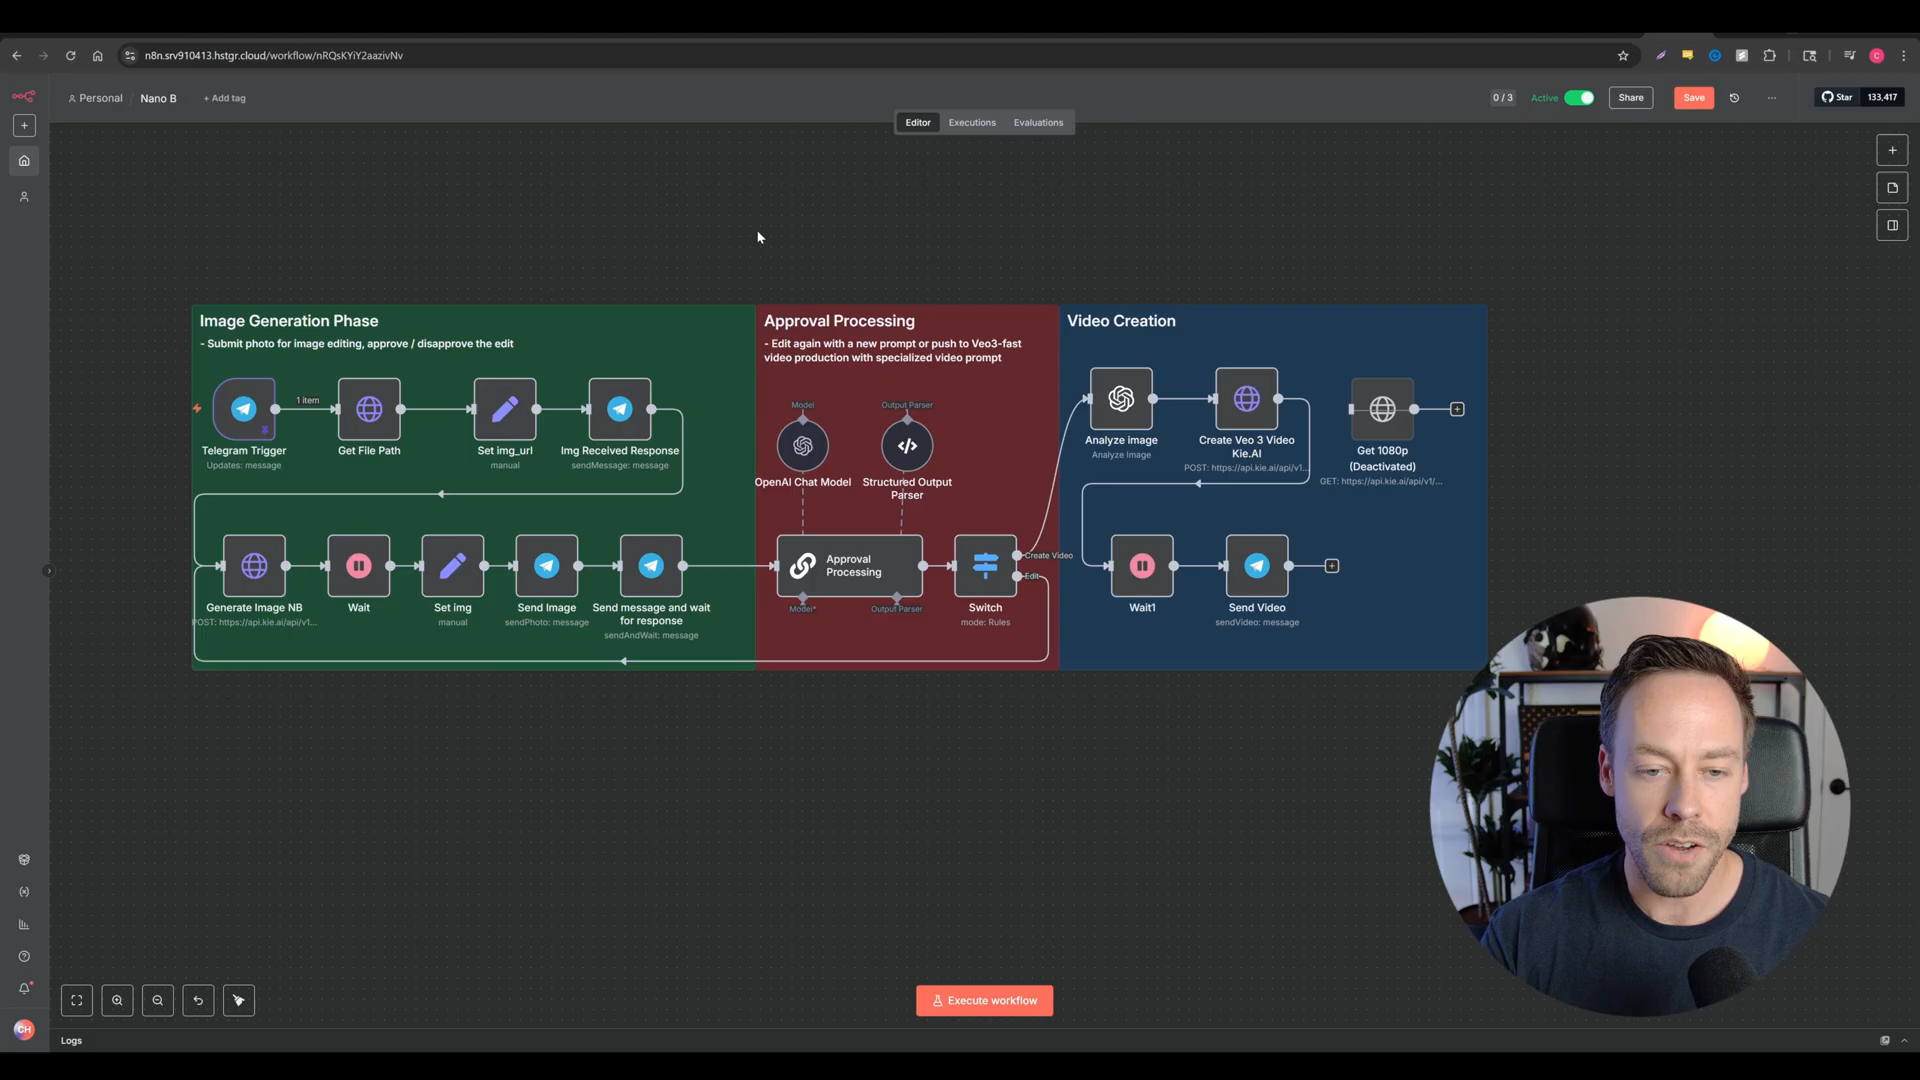 n8n.srv910413.hstgr.cloud/workflow/nRQsKYiY2aazivNv
Personal / Nano B + Add tag
0 / 3 Active Share Save Star 133,417
Editor Executions Evaluations
Image Generation Phase
- Submit photo for image editing, approve / disapprove the edit
Approval Processing
- Edit again with a new prompt or push to Veo3-fast
video production with specialized video prompt
Video Creation
1 item
Telegram Trigger
Updates: message
Get File Path
Set img_url
manual
Img Received Response
sendMessage: message
Model
OpenAI Chat Model
Output Parser
Structured Output
Parser
Analyze image
Analyze Image
Create Veo 3 Video
Kie.AI
POST: https://api.kie.ai/api/v1...
Get 1080p
(Deactivated)
GET: https://api.kie.ai/api/v1/...
Generate Image NB
POST: https://api.kie.ai/api/v1...
Wait
Set img
manual
Send Image
sendPhoto: message
Send message and wait
for response
sendAndWait: message
Approval
Processing
Model*
Output Parser
Switch
mode: Rules
Create Video
Edit
Wait1
Send Video
sendVideo: message
Execute workflow
CH
Logs